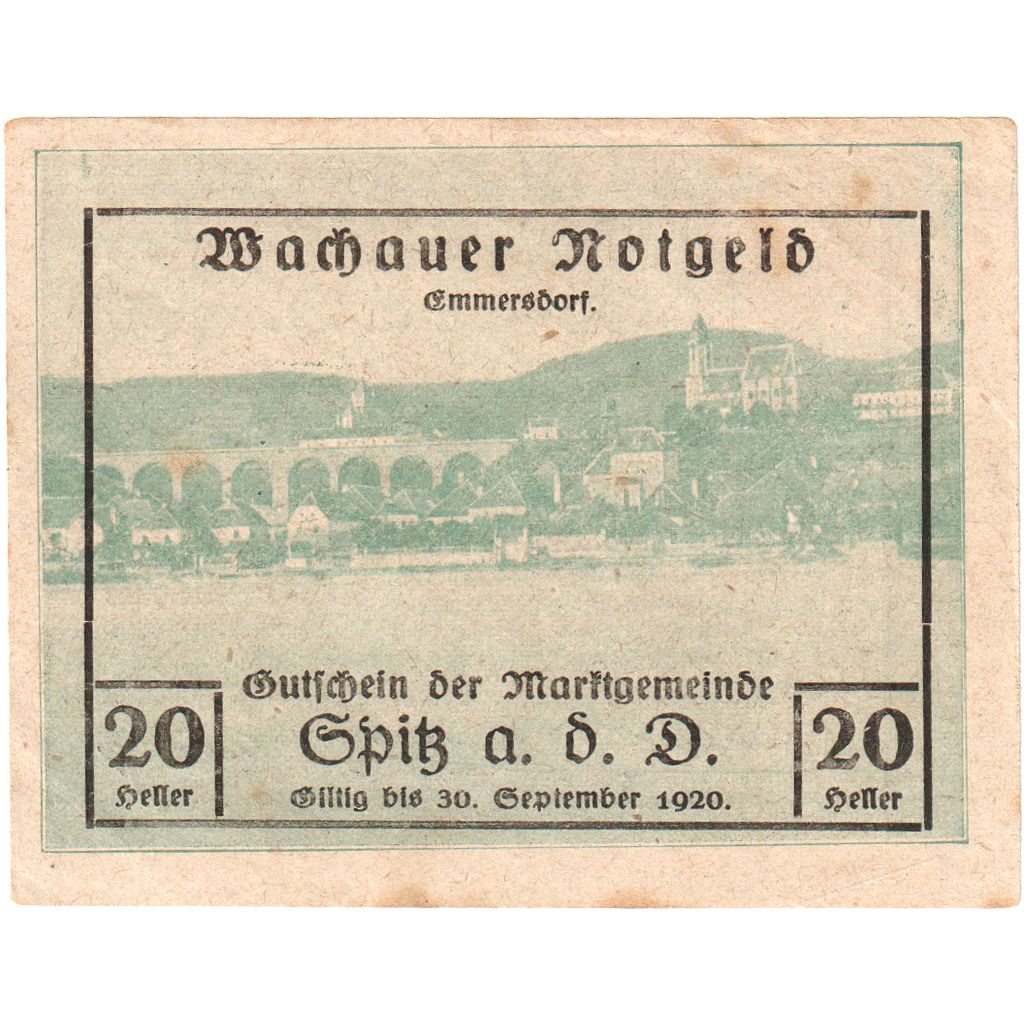 Wachauer Notgeld
Emmersdorf.
Gutschein der Marktgemeinde
Spitz a. d. D.
Giltig bis 30. September 1920.
20
Heller
20
Heller